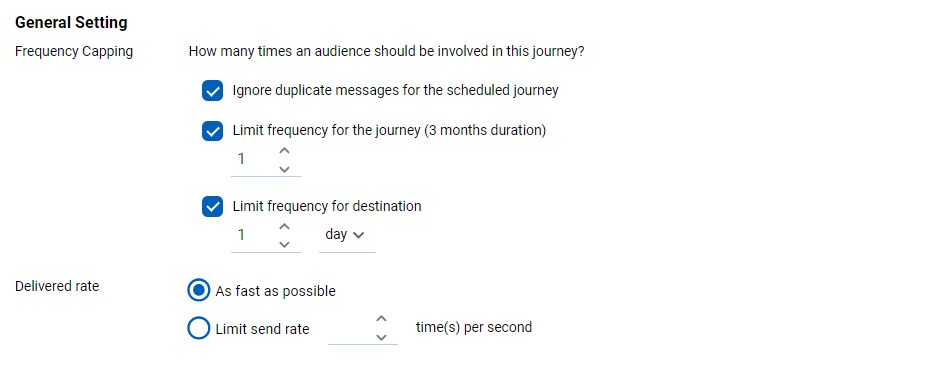 General Setting
Frequency Capping
How many times an audience should be involved in this journey?
Ignore duplicate messages for the scheduled journey
Limit frequency for the journey (3 months duration)
1
Limit frequency for destination
1 day
Delivered rate
As fast as possible
Limit send rate time(s) per second